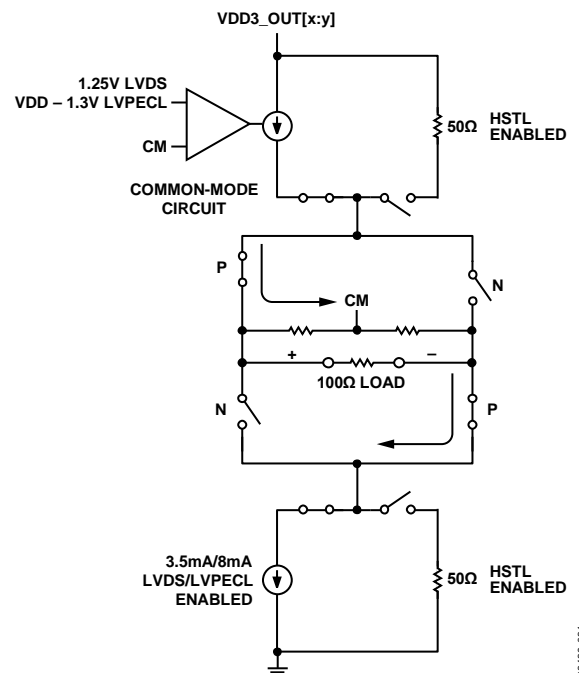 VDD3_OUT[x:y]
1.25V LVDS
VDD – 1.3V LVPECL
CM
COMMON-MODE
CIRCUIT
50Ω
HSTL
ENABLED
P
N
CM
+
–
100Ω LOAD
N
P
3.5mA/8mA
LVDS/LVPECL
ENABLED
50Ω
HSTL
ENABLED